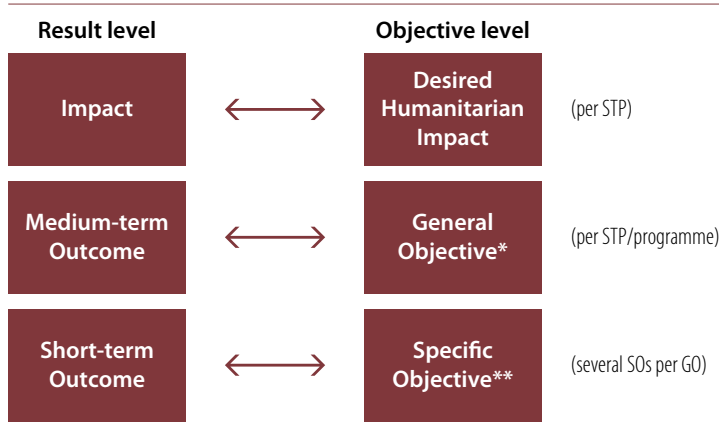 Result level
Objective level
Impact
Desired
Humanitarian
Impact
(per STP)
Medium-term
Outcome
General
Objective*
(per STP/programme)
Short-term
Outcome
Specific
Objective**
(several SOs per GO)